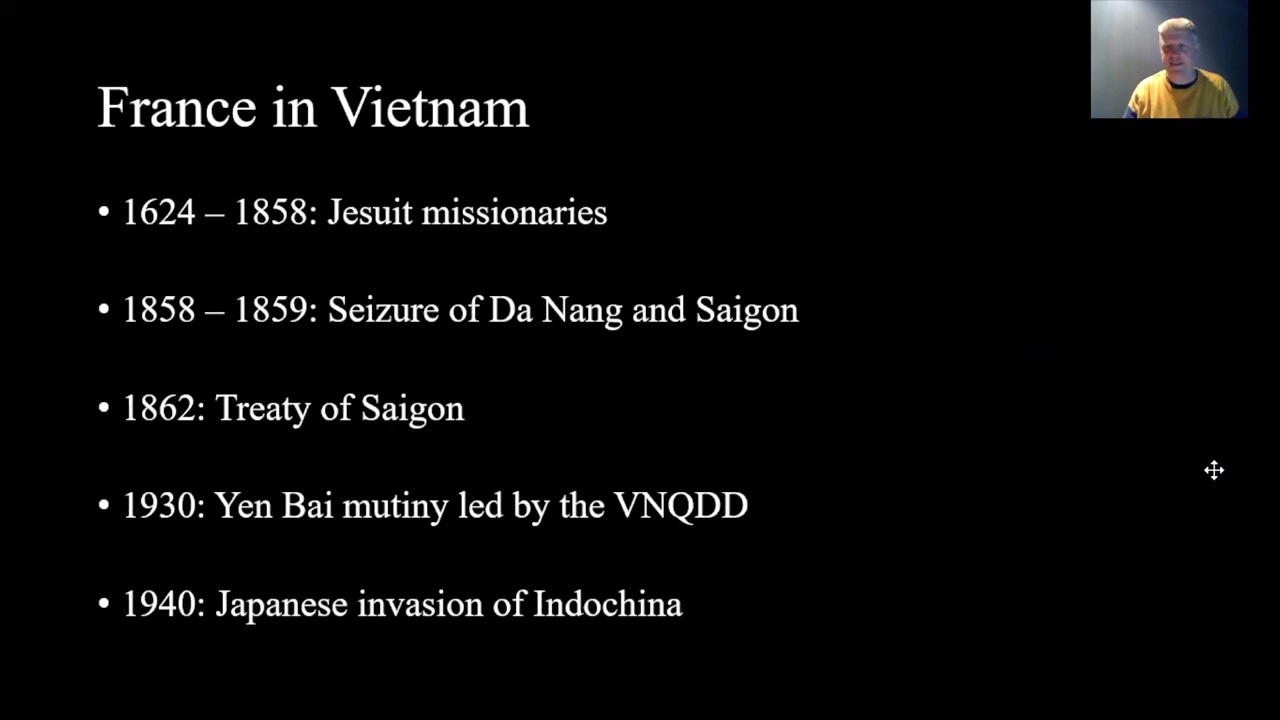 France in Vietnam
• 1624 – 1858: Jesuit missionaries
• 1858 – 1859: Seizure of Da Nang and Saigon
• 1862: Treaty of Saigon
• 1930: Yen Bai mutiny led by the VNQDD
• 1940: Japanese invasion of Indochina